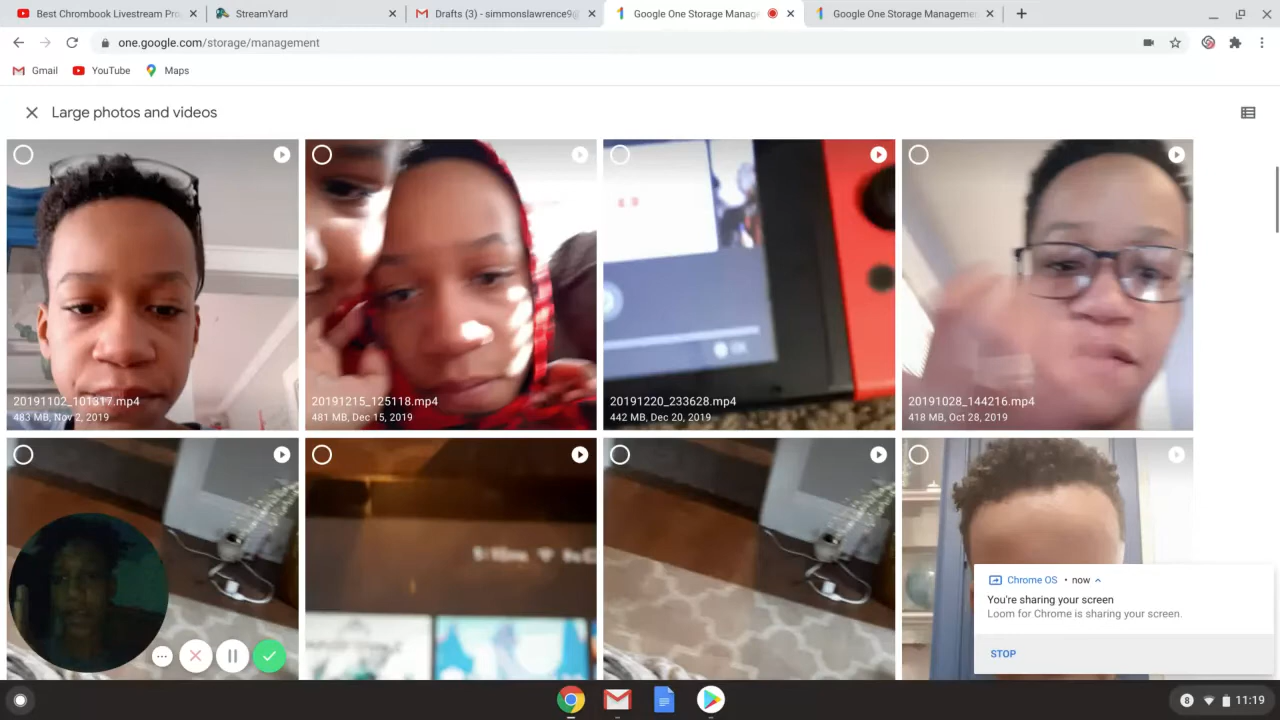 Best Chrombook Livestream Pro
StreamYard
Drafts (3) - simmonslawrence9@
Google One Storage Manag
Google One Storage Managemen
one.google.com/storage/management
Gmail
YouTube
Maps
Large photos and videos
20191102_101317.mp4
483 MB, Nov 2, 2019
20191215_125118.mp4
481 MB, Dec 15, 2019
20191220_233628.mp4
442 MB, Dec 20, 2019
20191028_144216.mp4
418 MB, Oct 28, 2019
Chrome OS • now
You're sharing your screen
Loom for Chrome is sharing your screen.
STOP
8
11:19